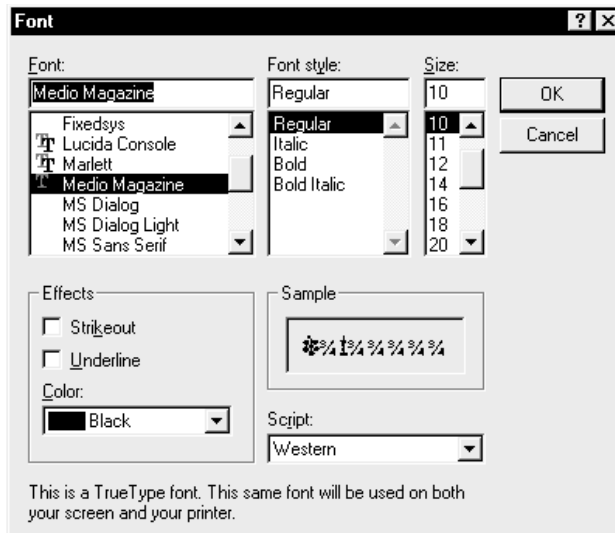 Font
Font:
Medio Magazine
Fixedsys
Lucida Console
Marlett
Medio Magazine
MS Dialog
MS Dialog Light
MS Sans Serif
Font style:
Regular
Regular
Italic
Bold
Bold Italic
Size:
10
10
11
12
14
16
18
20
OK
Cancel
Effects
Strikeout
Underline
Color:
Black
Sample
Script:
Western
This is a TrueType font. This same font will be used on both
your screen and your printer.